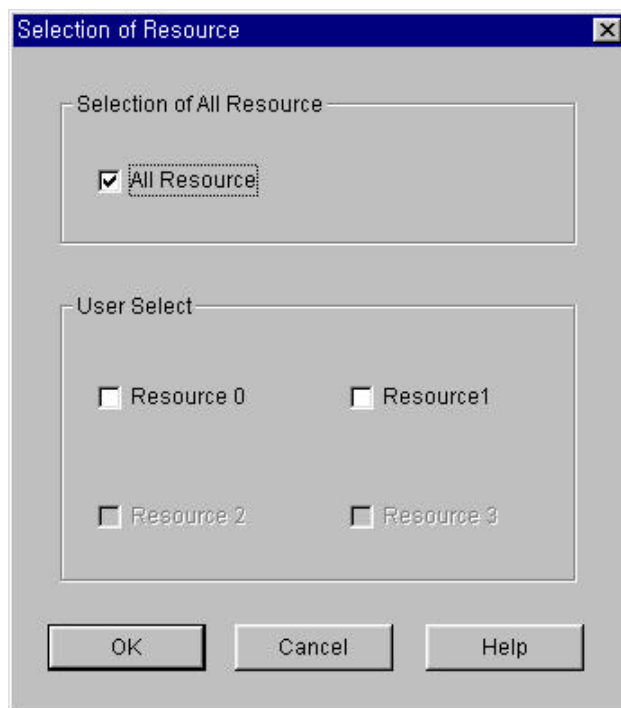 Selection of Resource
Selection of All Resource
All Resource
User Select
Resource 0 Resource1
Resource 2 Resource 3
OK Cancel Help